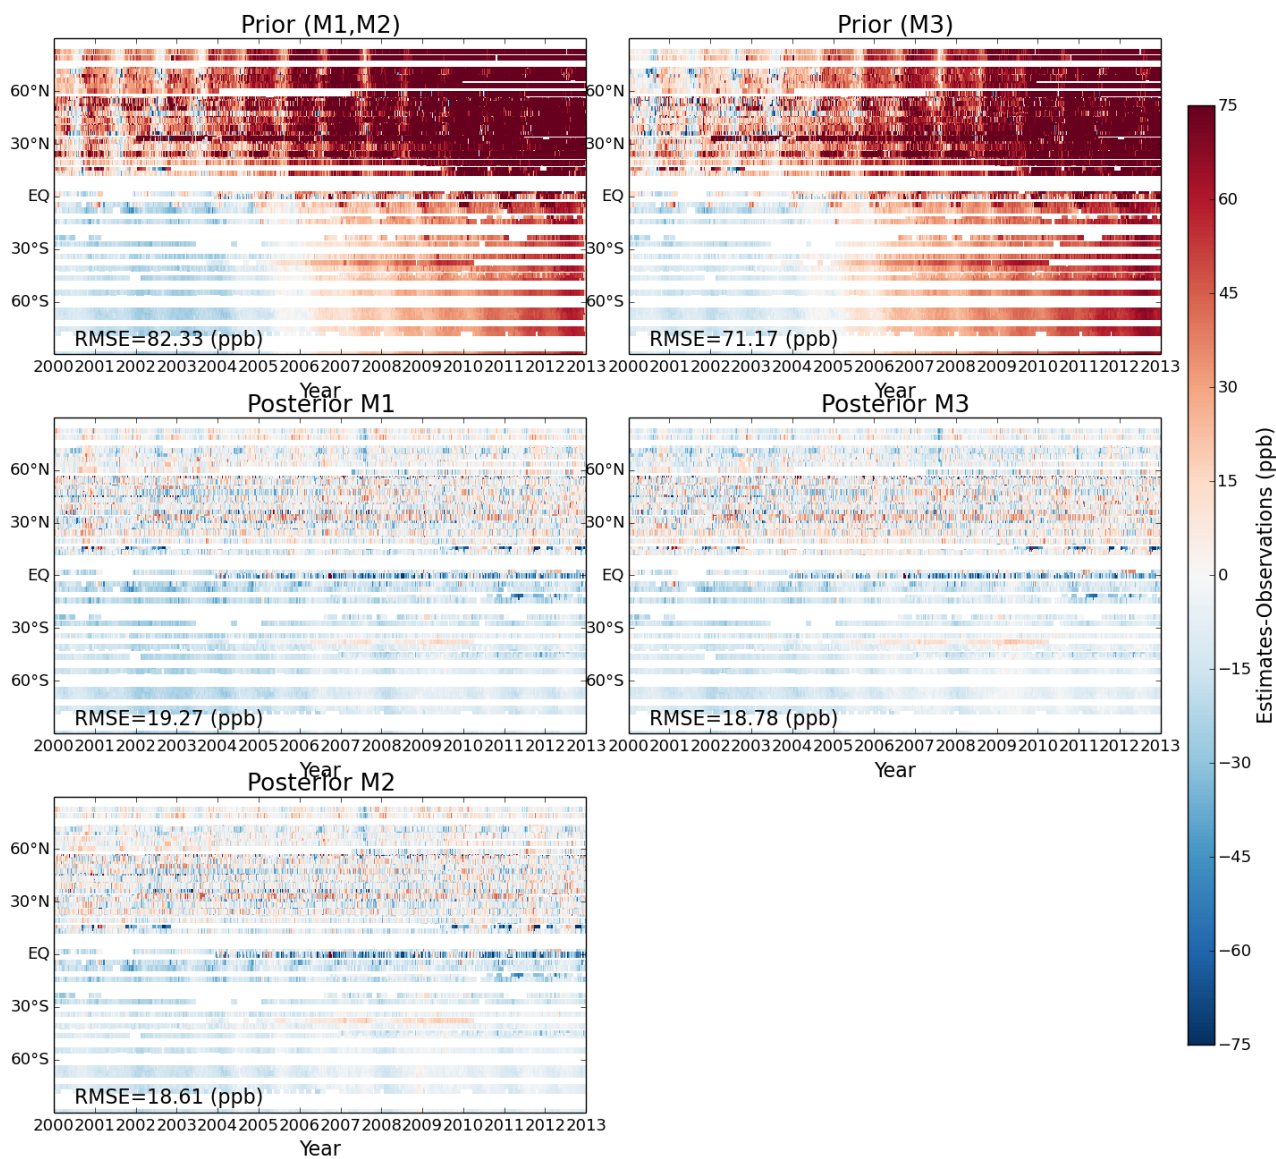 Prior (M1,M2)
60°N
30°N
EQ
30°S
60°S
RMSE=82.33 (ppb)
2000 2001 2002 2003 2004 2005 2006 2007 2008 2009 2010 2011 2012 2013
Year
Prior (M3)
60°N
30°N
EQ
30°S
60°S
RMSE=71.17 (ppb)
2000 2001 2002 2003 2004 2005 2006 2007 2008 2009 2010 2011 2012 2013
Year
Posterior M1
60°N
30°N
EQ
30°S
60°S
RMSE=19.27 (ppb)
2000 2001 2002 2003 2004 2005 2006 2007 2008 2009 2010 2011 2012 2013
Year
Posterior M3
60°N
30°N
EQ
30°S
60°S
RMSE=18.78 (ppb)
2000 2001 2002 2003 2004 2005 2006 2007 2008 2009 2010 2011 2012 2013
Year
Posterior M2
60°N
30°N
EQ
30°S
60°S
RMSE=18.61 (ppb)
2000 2001 2002 2003 2004 2005 2006 2007 2008 2009 2010 2011 2012 2013
Year
75
60
45
30
15
0
−15
−30
−45
−60
−75
Estimates-Observations (ppb)